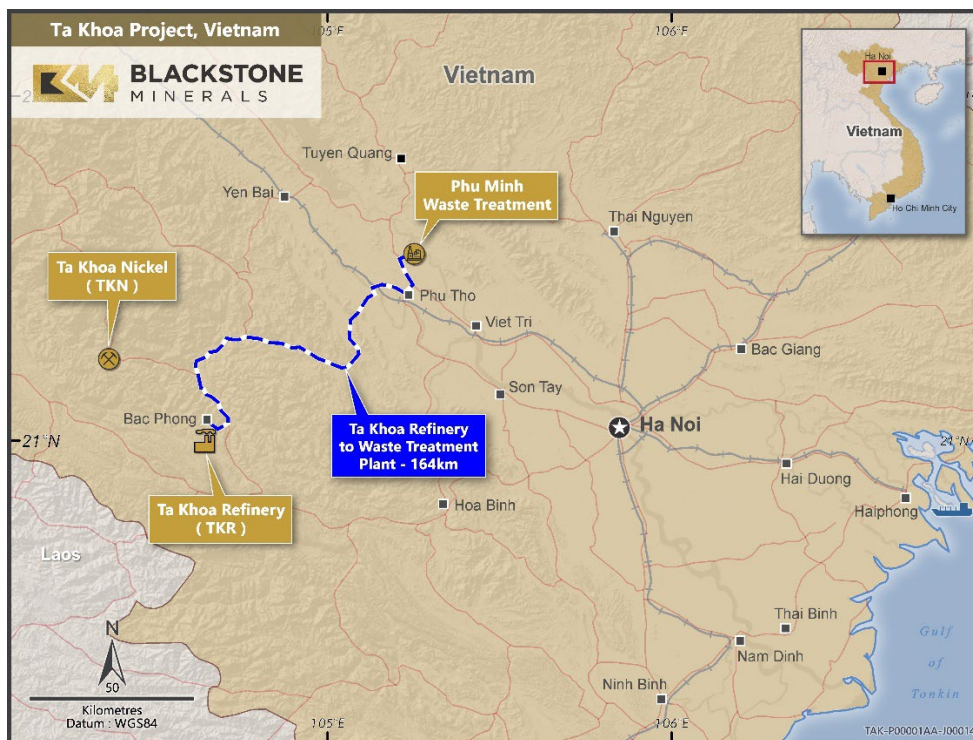 Ta Khoa Project, Vietnam
BLACKSTONE
MINERALS
105°E
106°E
Vietnam
Ha Noi
Vietnam
Ho Chi Minh City
Tuyen Quang
Yen Bai
Phu Minh
Waste Treatment
Thai Nguyen
Ta Khoa Nickel
( TKN )
Phu Tho
Viet Tri
Bac Giang
Son Tay
Bac Phong
Ta Khoa Refinery
to Waste Treatment
Plant - 164km
Ha Noi
21°N
21°N
Hai Duong
Ta Khoa Refinery
( TKR )
Hoa Binh
Haiphong
Laos
Thai Binh
Gulf
of
Tonkin
N
Nam Dinh
50
Ninh Binh
Kilometres
Datum : WGS84
105°E
106°E